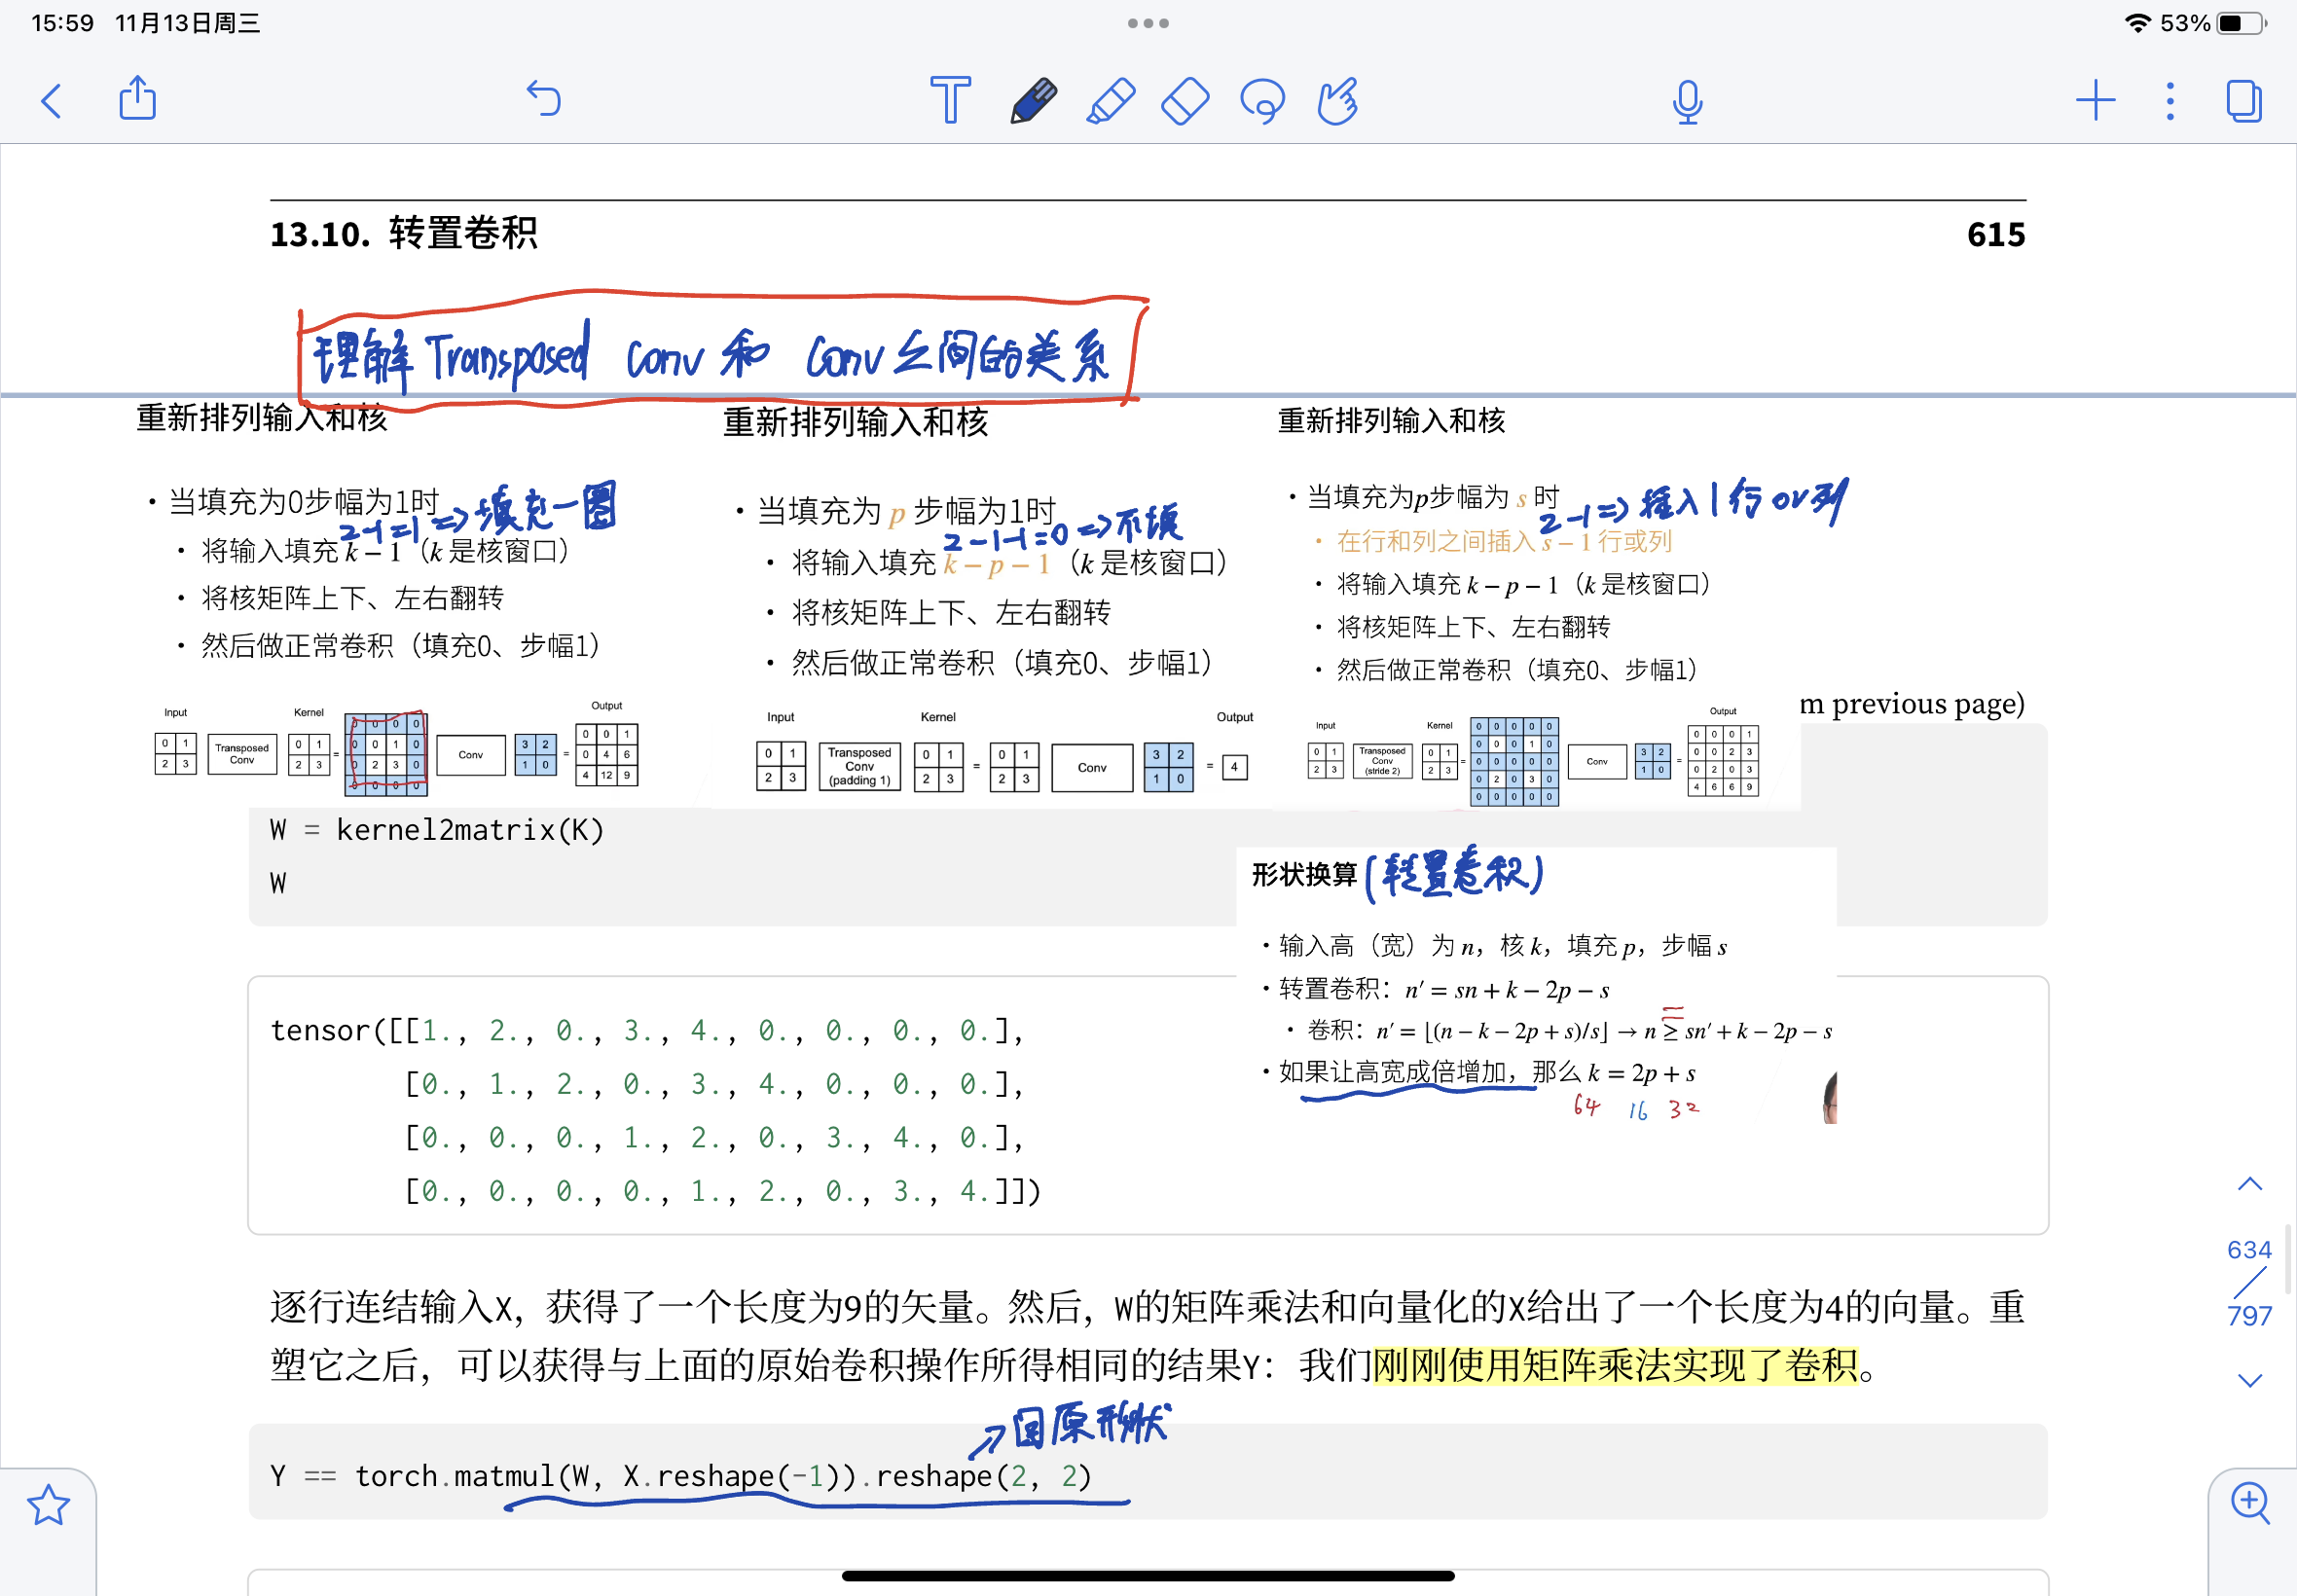 15:59 11月13日周三
53%
13.10. 转置卷积
615
理解 Transposed conv 和 Conv 之间的关系
重新排列输入和核
• 当填充为0步幅为1时
2-1=1 => 填充一圈
• 将输入填充 k − 1（k 是核窗口）
• 将核矩阵上下、左右翻转
• 然后做正常卷积（填充0、步幅1）
Input
Kernel
Output
0 1
2 3
Transposed
Conv
0 1
2 3
=
0 0 0 0
0 0 1 0
0 2 3 0
0 0 0 0
Conv
3 2
1 0
=
0 0 1
0 4 6
4 12 9
重新排列输入和核
• 当填充为 p 步幅为1时
2-1-1=0 => 不填
• 将输入填充 k − p − 1（k 是核窗口）
• 将核矩阵上下、左右翻转
• 然后做正常卷积（填充0、步幅1）
Input
Kernel
Output
0 1
2 3
Transposed
Conv
(padding 1)
0 1
2 3
=
0 1
2 3
Conv
3 2
1 0
=
4
重新排列输入和核
• 当填充为p步幅为 s 时
2-1 => 插入1行 or 列
• 在行和列之间插入 s − 1 行或列
• 将输入填充 k − p − 1（k 是核窗口）
• 将核矩阵上下、左右翻转
• 然后做正常卷积（填充0、步幅1）
Input
Kernel
Output
0 1
2 3
Transposed
Conv
(stride 2)
0 1
2 3
=
0 0 0 0 0
0 0 0 1 0
0 0 0 0 0
0 2 0 3 0
0 0 0 0 0
Conv
3 2
1 0
=
0 0 0 1
0 0 2 3
0 2 0 3
4 6 6 9
m previous page)
W = kernel2matrix(K)
W
形状换算 (转置卷积)
• 输入高（宽）为 n，核 k，填充 p，步幅 s
• 转置卷积：n′ = sn + k − 2p − s
=
• 卷积：n′ = ⌊(n − k − 2p + s)/s⌋ → n ≥ sn′ + k − 2p − s
• 如果让高宽成倍增加，那么 k = 2p + s
64 16 32
tensor([[1., 2., 0., 3., 4., 0., 0., 0., 0.],
[0., 1., 2., 0., 3., 4., 0., 0., 0.],
[0., 0., 0., 1., 2., 0., 3., 4., 0.],
[0., 0., 0., 0., 1., 2., 0., 3., 4.]])
634
797
逐行连结输入X，获得了一个长度为9的矢量。然后，W的矩阵乘法和向量化的X给出了一个长度为4的向量。重
塑它之后，可以获得与上面的原始卷积操作所得相同的结果Y：我们刚刚使用矩阵乘法实现了卷积。
回原形状
Y == torch.matmul(W, X.reshape(-1)).reshape(2, 2)